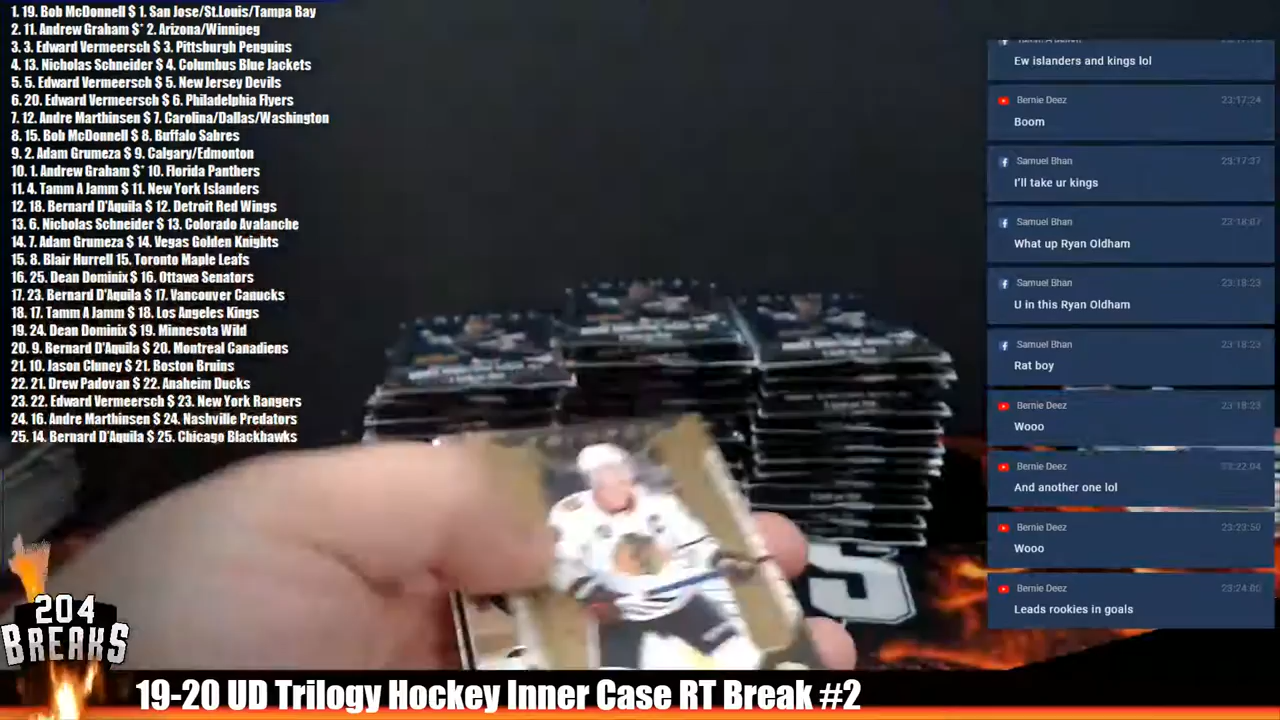 1. 19. Bob McDonnell $ 1. San Jose/St.Louis/Tampa Bay
2. 11. Andrew Graham $* 2. Arizona/Winnipeg
3. 3. Edward Vermeersch $ 3. Pittsburgh Penguins
4. 13. Nicholas Schneider $ 4. Columbus Blue Jackets
5. 5. Edward Vermeersch $ 5. New Jersey Devils
6. 20. Edward Vermeersch $ 6. Philadelphia Flyers
7. 12. Andre Marthinsen $ 7. Carolina/Dallas/Washington
8. 15. Bob McDonnell $ 8. Buffalo Sabres
9. 2. Adam Grumeza $ 9. Calgary/Edmonton
10. 1. Andrew Graham $* 10. Florida Panthers
11. 4. Tamm A Jamm $ 11. New York Islanders
12. 18. Bernard D'Aquila $ 12. Detroit Red Wings
13. 6. Nicholas Schneider $ 13. Colorado Avalanche
14. 7. Adam Grumeza $ 14. Vegas Golden Knights
15. 8. Blair Hurrell 15. Toronto Maple Leafs
16. 25. Dean Dominix $ 16. Ottawa Senators
17. 23. Bernard D'Aquila $ 17. Vancouver Canucks
18. 17. Tamm A Jamm $ 18. Los Angeles Kings
19. 24. Dean Dominix $ 19. Minnesota Wild
20. 9. Bernard D'Aquila $ 20. Montreal Canadiens
21. 10. Jason Cluney $ 21. Boston Bruins
22. 21. Drew Padovan $ 22. Anaheim Ducks
23. 22. Edward Vermeersch $ 23. New York Rangers
24. 16. Andre Marthinsen $ 24. Nashville Predators
25. 14. Bernard D'Aquila $ 25. Chicago Blackhawks
Ew islanders and kings lol
Bernie Deez 23:17:24
Boom
Samuel Bhan 23:17:37
I'll take ur kings
Samuel Bhan 23:18:07
What up Ryan Oldham
Samuel Bhan 23:18:23
U in this Ryan Oldham
Samuel Bhan 23:18:23
Rat boy
Bernie Deez 23:18:23
Wooo
Bernie Deez 23:22:04
And another one lol
Bernie Deez 23:23:50
Wooo
Bernie Deez 23:24:00
Leads rookies in goals
204
BREAKS
19-20 UD Trilogy Hockey Inner Case RT Break #2